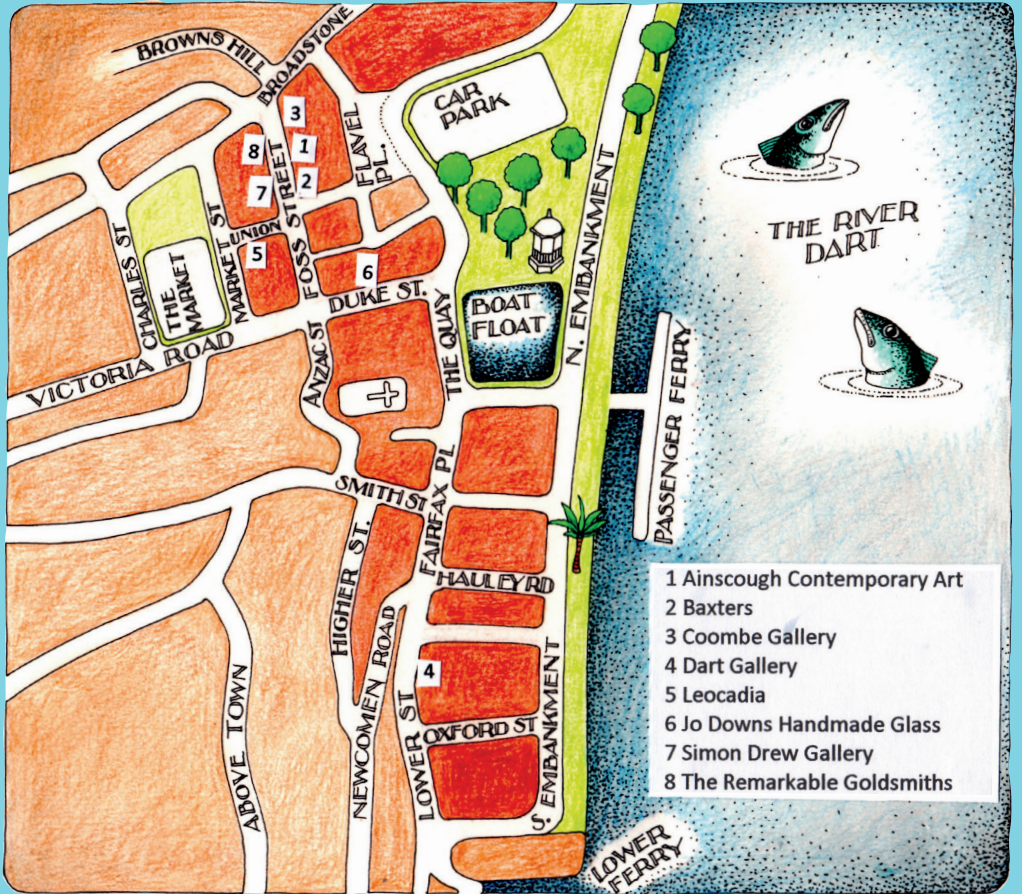 BROWNS HILL
BROADSTONE
3
8
1
7
2
FLAVEL
PL.
CAR
PARK
FOSS STREET
MARKET ST
UNION
5
6
CHARLES ST
THE
MARKET
DUKE ST.
VICTORIA ROAD
ANZAC ST
THE QUAY
BOAT
FLOAT
N. EMBANKMENT
THE RIVER
DART
PASSENGER FERRY
SMITH ST
FAIRFAX PL
HIGHER ST.
HAULEY RD
NEWCOMEN ROAD
4
LOWER ST
OXFORD ST
S. EMBANKMENT
ABOVE TOWN
LOWER
FERRY
1 Ainscough Contemporary Art
2 Baxters
3 Coombe Gallery
4 Dart Gallery
5 Leocadia
6 Jo Downs Handmade Glass
7 Simon Drew Gallery
8 The Remarkable Goldsmiths